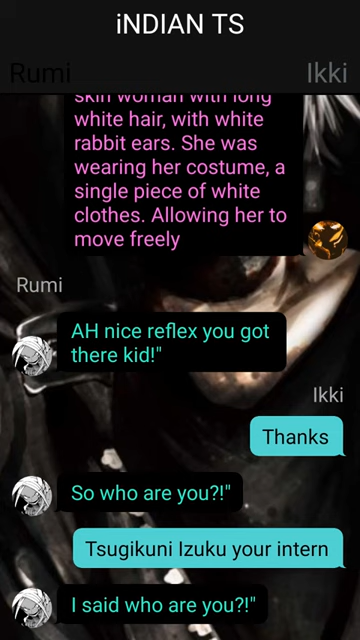 iNDIAN TS
Rumi
Ikki
skin woman with long
white hair, with white
rabbit ears. She was
wearing her costume, a
single piece of white
clothes. Allowing her to
move freely
Rumi
AH nice reflex you got
there kid!"
Ikki
Thanks
So who are you?!"
Tsugikuni Izuku your intern
I said who are you?!"